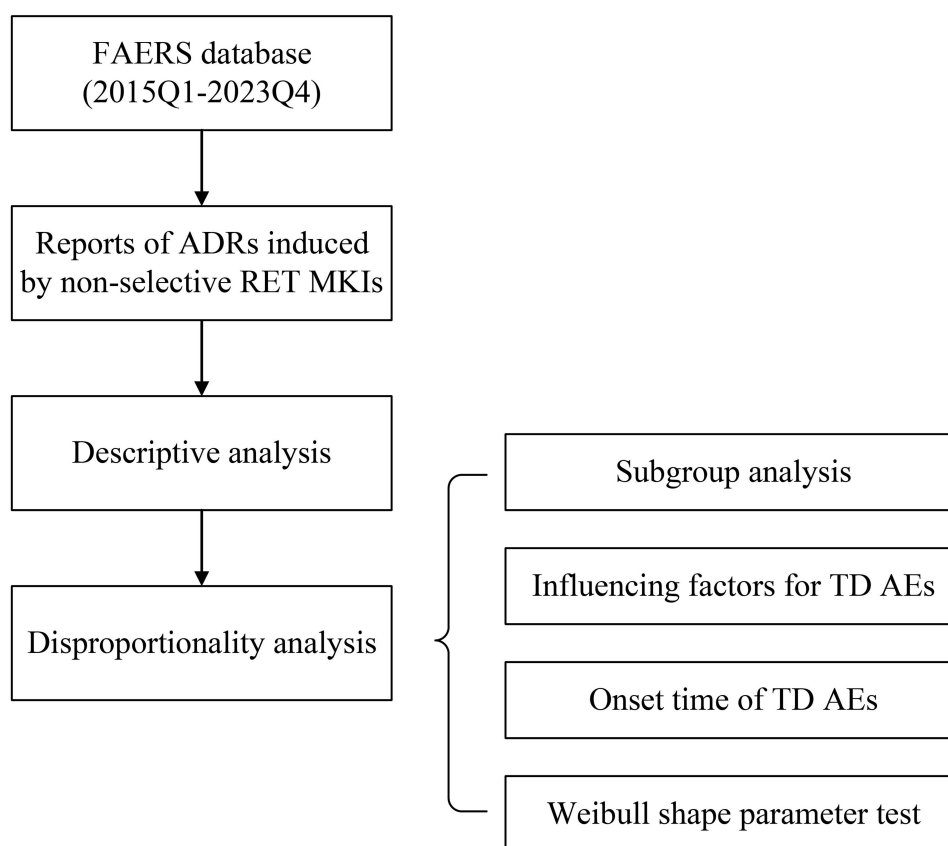 FAERS database
(2015Q1-2023Q4)
Reports of ADRs induced
by non-selective RET MKIs
Descriptive analysis
Disproportionality analysis
Subgroup analysis
Influencing factors for TD AEs
Onset time of TD AEs
Weibull shape parameter test